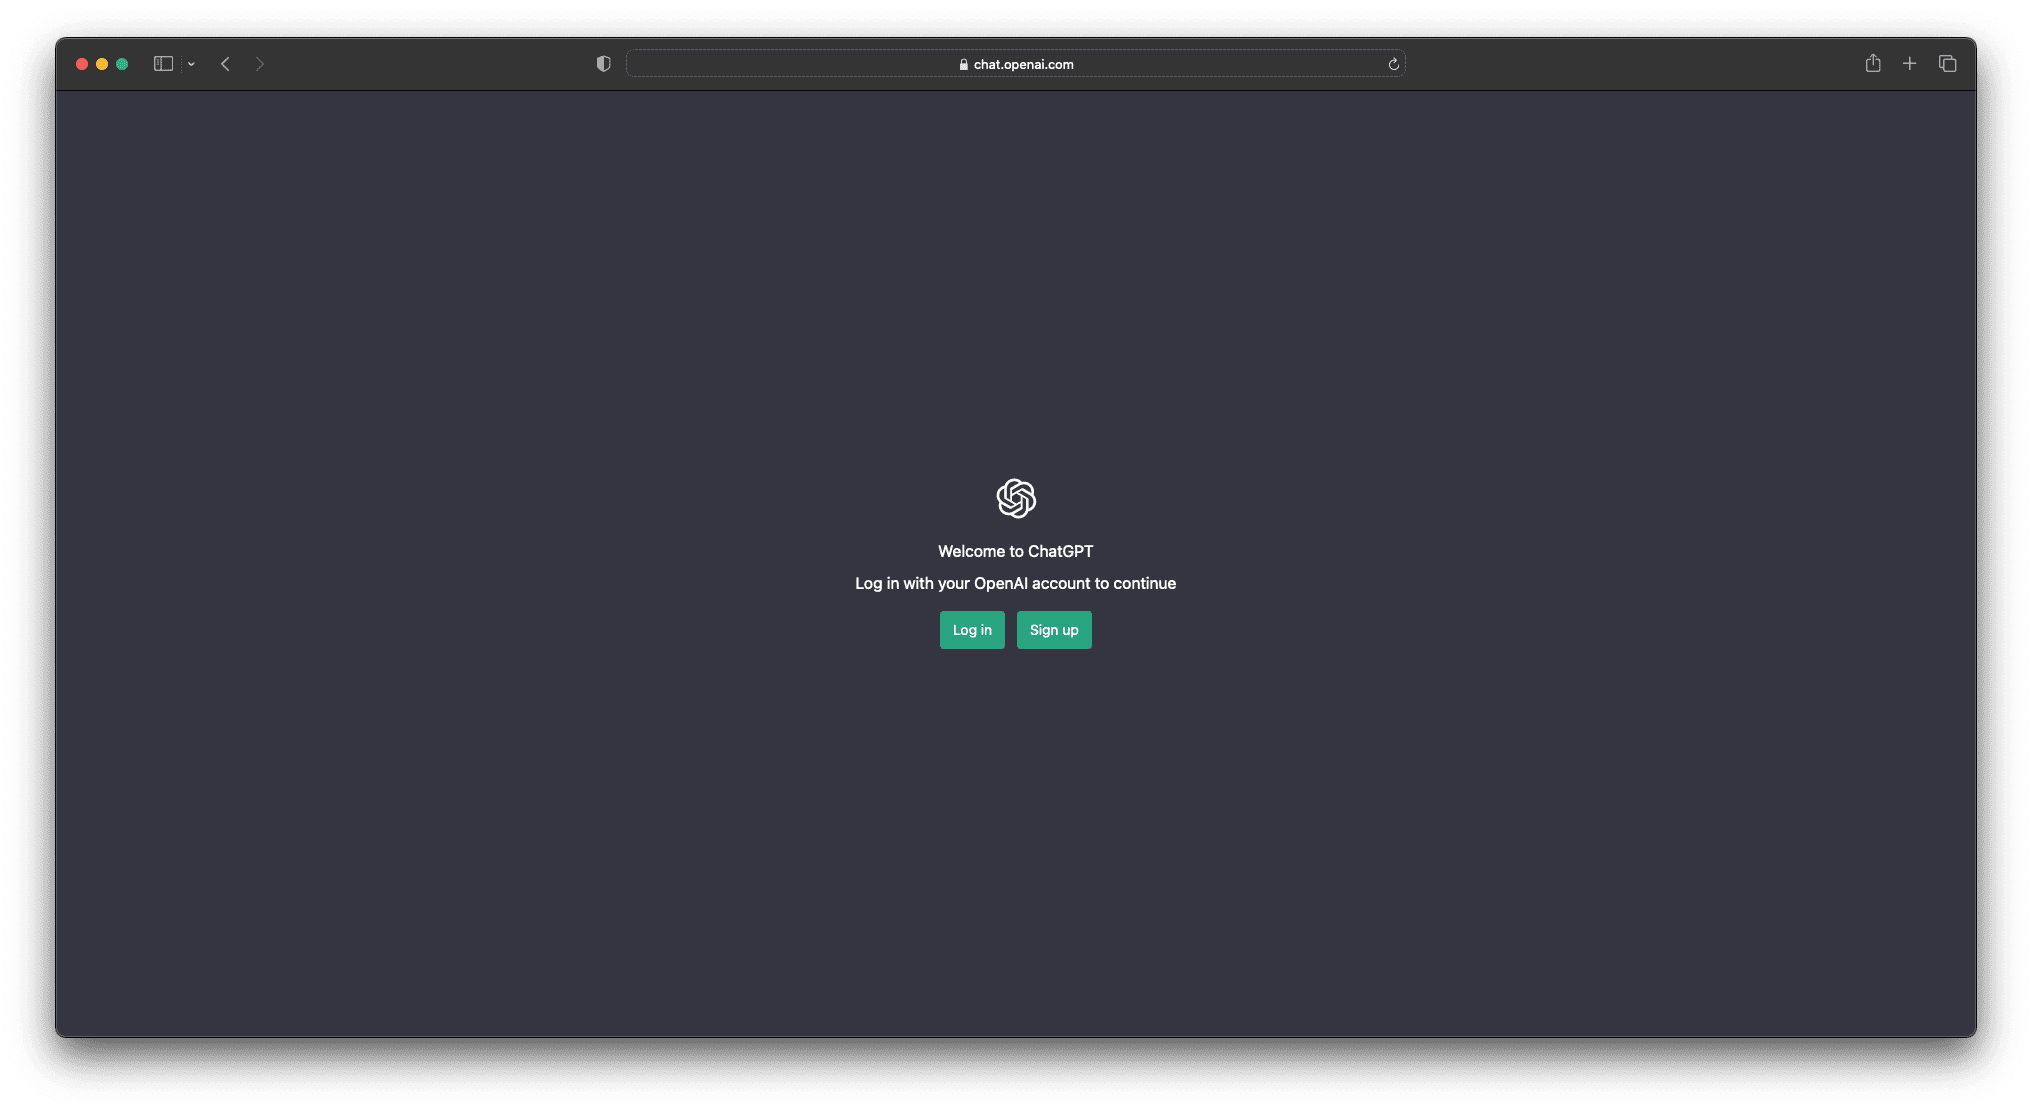 chat.openai.com
Welcome to ChatGPT
Log in with your OpenAI account to continue
Log in
Sign up